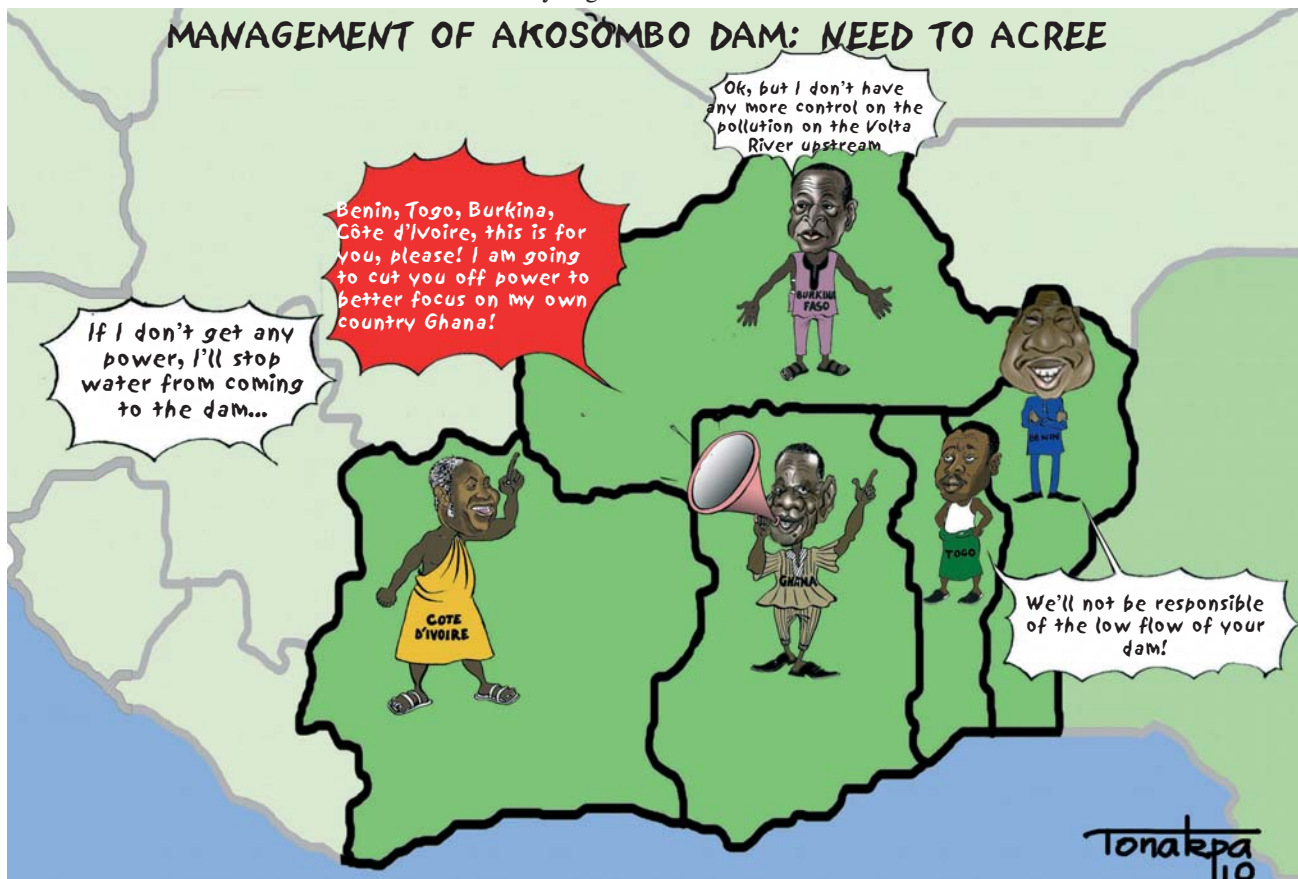 MANAGEMENT OF AKOSOMBO DAM: NEED TO ACREE
Ok, but I don't have
any more control on the
pollution on the Volta
River upstream
Benin, Togo, Burkina,
Côte d'Ivoire, this is for
you, please! I am going
to cut you off power to
better focus on my own
country Ghana!
If I don't get any
power, I'll stop
water from coming
to the dam...
BURKINA
FASO
BENIN
TOGO
GHANA
COTE
D'IVOIRE
We'll not be responsible
of the low flow of your
dam!
Tonakpa
10